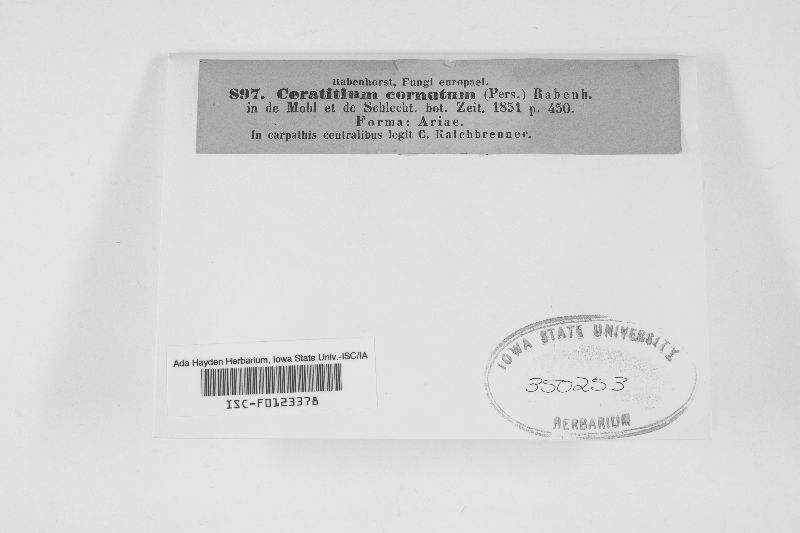 Rabenhorst, Fungi europaei.
897. Ceratitium cornutum (Pers.) Rabenh.
in de Mohl et de Schlecht. bot. Zeit. 1851 p. 450.
Forma: Ariae.
In carpathis centralibus legit C. Kalchbrenner.
Ada Hayden Herbarium, Iowa State Univ.-ISC/IA
ISC-F0123378
IOWA STATE UNIVERSITY
350253
HERBARIUM